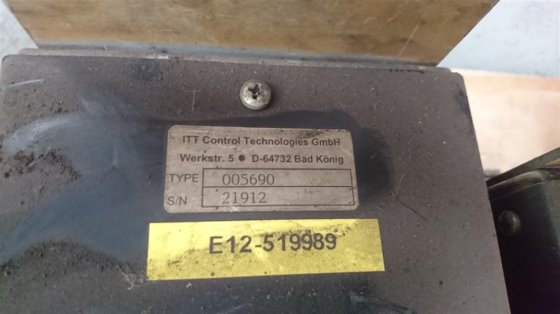 ITT Control Technologies GmbH
Werkstr. 5 ● D-64732 Bad König
TYPE 005690
S/N 21912
E12-519989